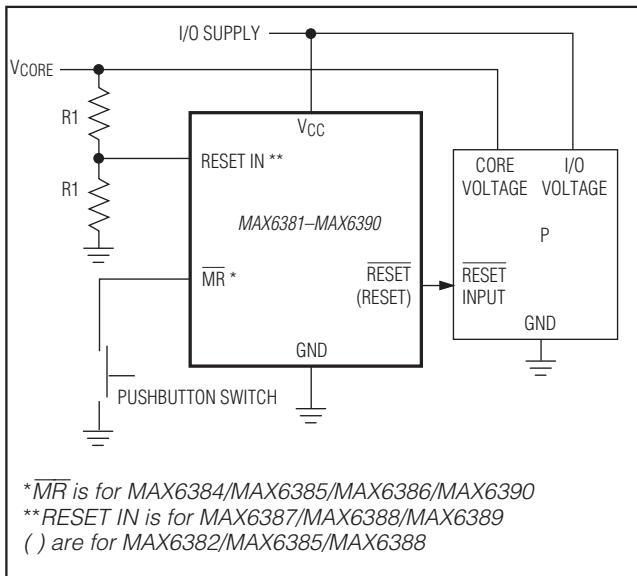 I/O SUPPLY
VCORE
R1
VCC
RESET IN **
CORE VOLTAGE
I/O VOLTAGE
R1
MAX6381–MAX6390
P
MR *
RESET
(RESET)
RESET
INPUT
GND
GND
PUSHBUTTON SWITCH
*MR is for MAX6384/MAX6385/MAX6386/MAX6390
**RESET IN is for MAX6387/MAX6388/MAX6389
( ) are for MAX6382/MAX6385/MAX6388